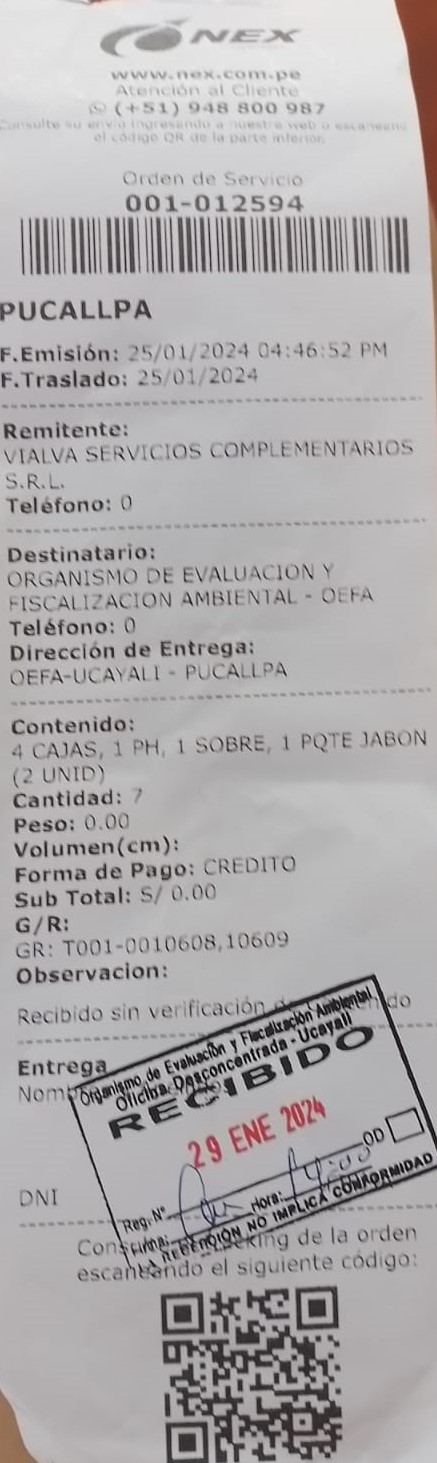 NEX
www.nex.com.pe
Atención al Cliente
(+51) 948 800 987
Consulte su envío ingresando a nuestra web o escaneando
el código QR de la parte inferior.
Orden de Servicio
001-012594
PUCALLPA
F.Emisión: 25/01/2024 04:46:52 PM
F.Traslado: 25/01/2024
Remitente:
VIALVA SERVICIOS COMPLEMENTARIOS
S.R.L.
Teléfono: 0
Destinatario:
ORGANISMO DE EVALUACION Y
FISCALIZACION AMBIENTAL - OEFA
Teléfono: 0
Dirección de Entrega:
OEFA-UCAYALI - PUCALLPA
Contenido:
4 CAJAS, 1 PH, 1 SOBRE, 1 PQTE JABON
(2 UNID)
Cantidad: 7
Peso: 0.00
Volumen(cm):
Forma de Pago: CREDITO
Sub Total: S/ 0.00
G/R:
GR: T001-0010608,10609
Observacion:
Recibido sin verificación
Entrega
Organismo de Evaluación y Fiscalización Ambiental
Oficina Desconcentrada - Ucayali
RECIBIDO
29 ENE 2024
OD
Reg. N° Hora:
Firma:
LA RECEPCIÓN NO IMPLICA CONFORMIDAD
DNI
de la orden
escaneando el siguiente código: